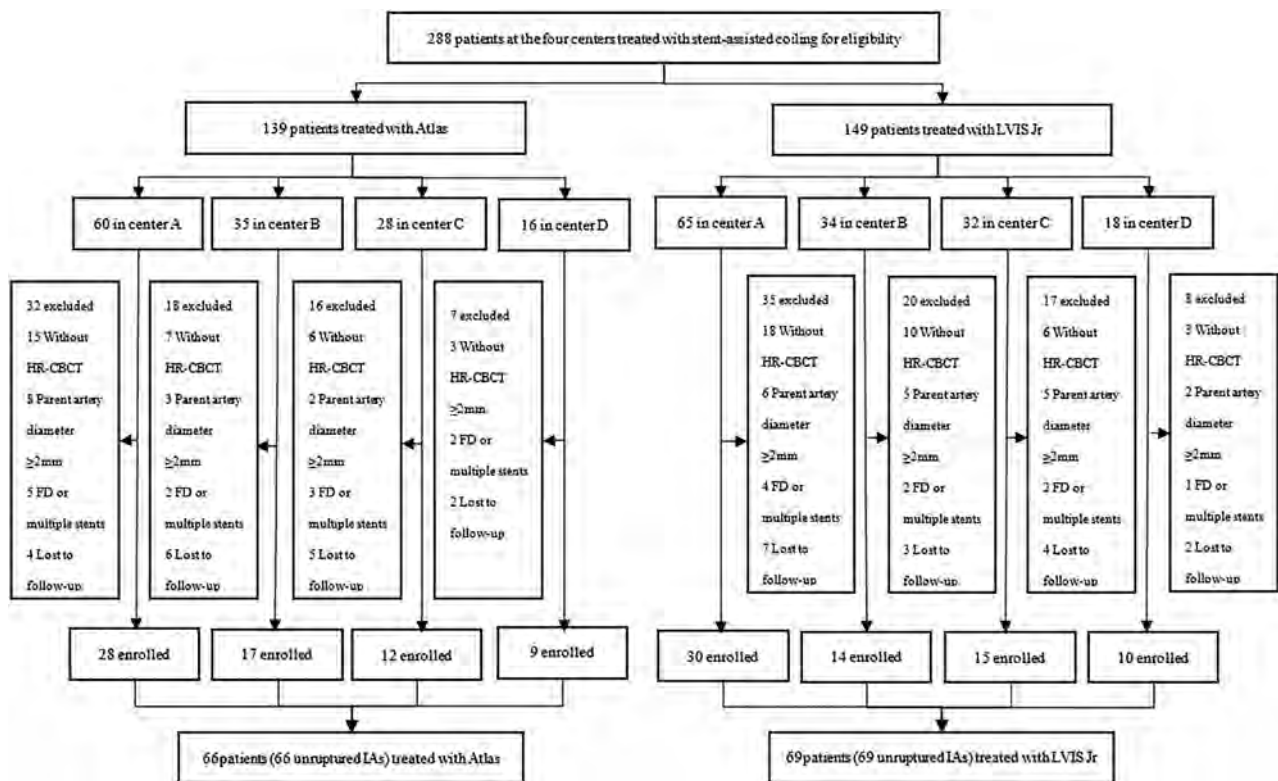 288 patients at the four centers treated with stent-assisted coiling for eligibility
139 patients treated with Atlas
149 patients treated with LVIS Jr
60 in center A
35 in center B
28 in center C
16 in center D
65 in center A
34 in center B
32 in center C
18 in center D
32 excluded
15 Without
HR-CBCT
8 Parent artery
diameter
≥2mm
5 FD or
multiple stents
4 Lost to
follow-up
18 excluded
7 Without
HR-CBCT
3 Parent artery
diameter
≥2mm
2 FD or
multiple stents
6 Lost to
follow-up
16 excluded
6 Without
HR-CBCT
2 Parent artery
diameter
≥2mm
3 FD or
multiple stents
5 Lost to
follow-up
7 excluded
3 Without
HR-CBCT
≥2mm
2 FD or
multiple stents
2 Lost to
follow-up
35 excluded
18 Without
HR-CBCT
6 Parent artery
diameter
≥2mm
4 FD or
multiple stents
7 Lost to
follow-up
20 excluded
10 Without
HR-CBCT
5 Parent artery
diameter
≥2mm
2 FD or
multiple stents
3 Lost to
follow-up
17 excluded
6 Without
HR-CBCT
5 Parent artery
diameter
≥2mm
2 FD or
multiple stents
4 Lost to
follow-up
8 excluded
3 Without
HR-CBCT
2 Parent artery
diameter
≥2mm
1 FD or
multiple stents
2 Lost to
follow-up
28 enrolled
17 enrolled
12 enrolled
9 enrolled
30 enrolled
14 enrolled
15 enrolled
10 enrolled
66patients (66 unruptured IAs) treated with Atlas
69patients (69 unruptured IAs) treated with LVIS Jr